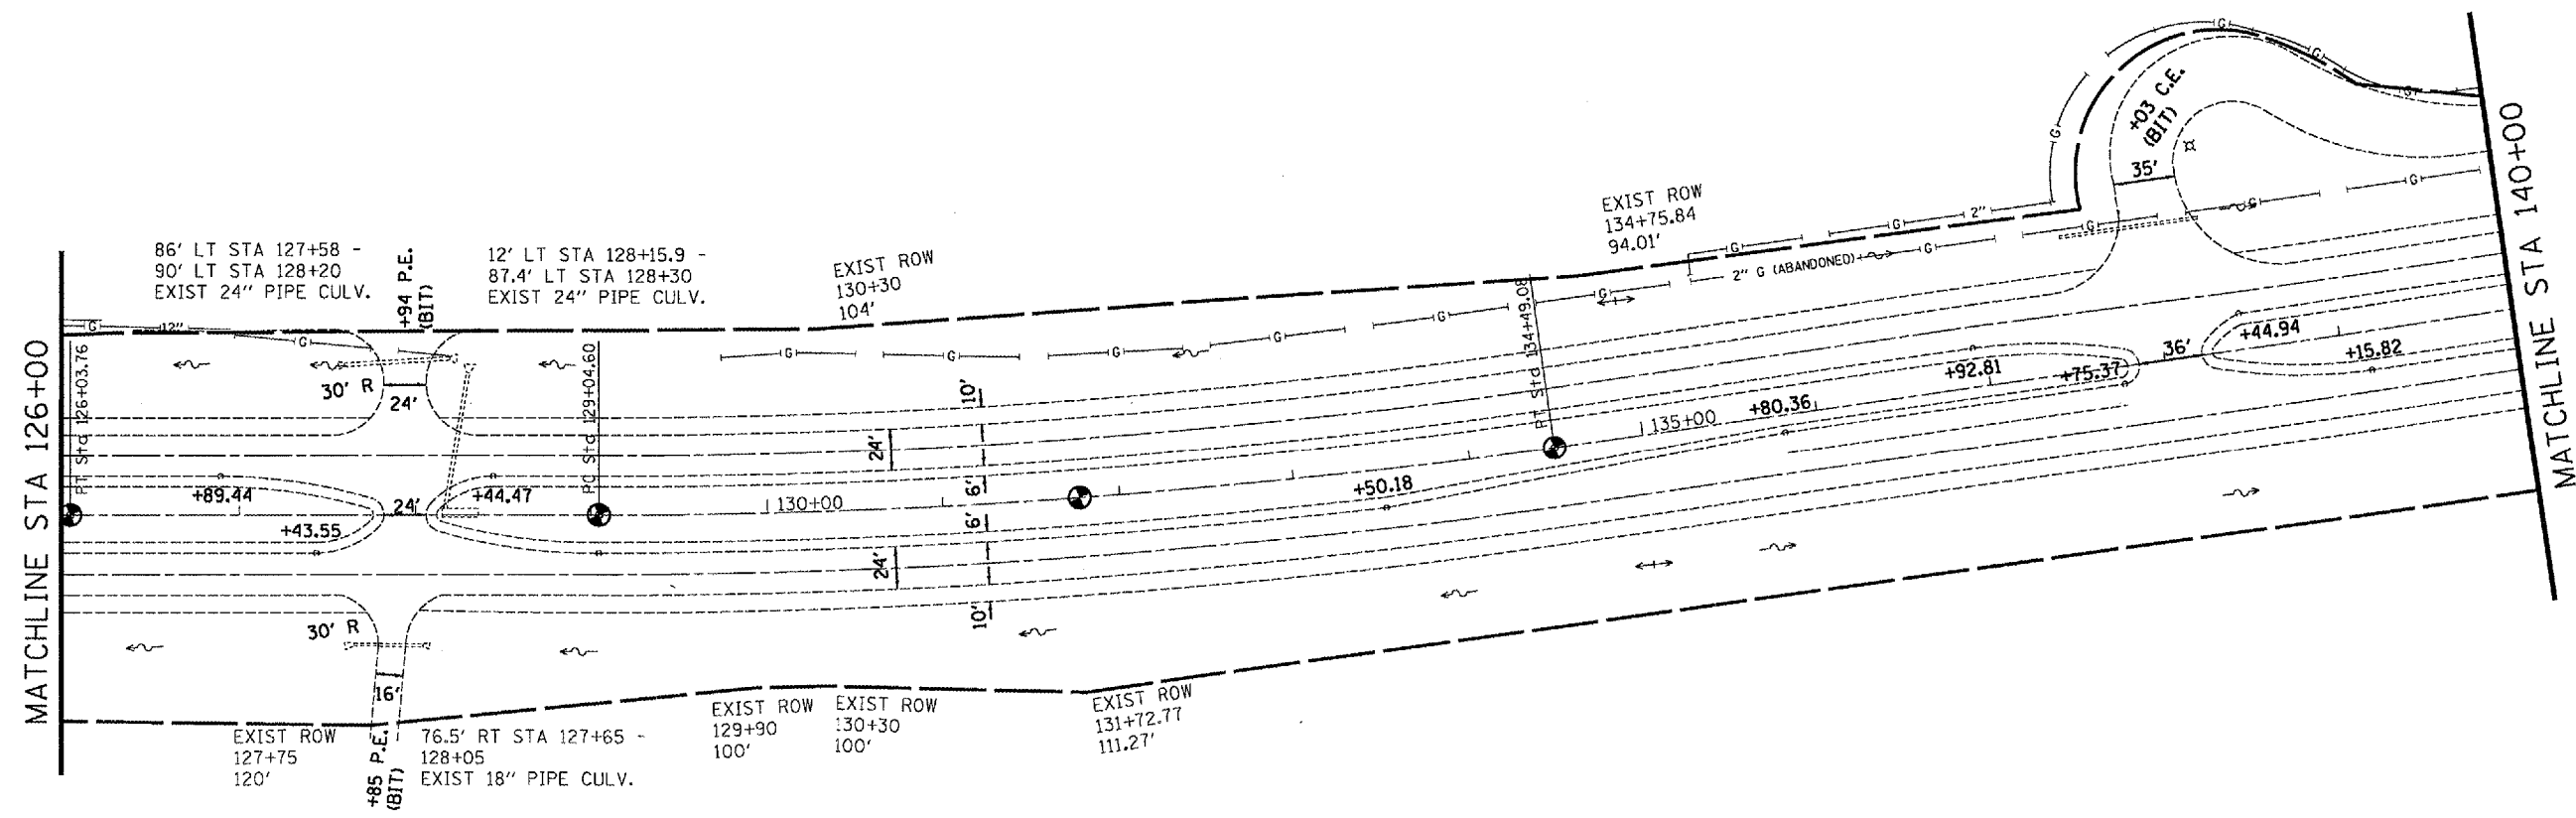 MATCHLINE STA 126+00
86' LT STA 127+58 -
90' LT STA 128+20
EXIST 24" PIPE CULV.
+94 P.E.
(BIT)
12' LT STA 128+15.9 -
87.4' LT STA 128+30
EXIST 24" PIPE CULV.
EXIST ROW
130+30
104'
EXIST ROW
134+75.84
94.01'
+03 C.E.
(BIT)
35'
MATCHLINE STA 140+00
G
12"
G
G
G
G
G
G
G
G
2" G (ABANDONED)
G
G
G
2"
G
G
G
G
G
G
G
PT Sta 126+03.76
30' R
24'
PC Sta 129+04.60
10'
24'
6'
6'
24'
10'
PT Sta 134+49.08
+89.44
+43.55
24'
+44.47
130+00
+50.18
135+00
+80.36
+92.81
+75.37
36'
+44.94
+15.82
30' R
16'
EXIST ROW
127+75
120'
+85 P.E.
(BIT)
76.5' RT STA 127+65 -
128+05
EXIST 18" PIPE CULV.
EXIST ROW
129+90
100'
EXIST ROW
130+30
100'
EXIST ROW
131+72.77
111.27'